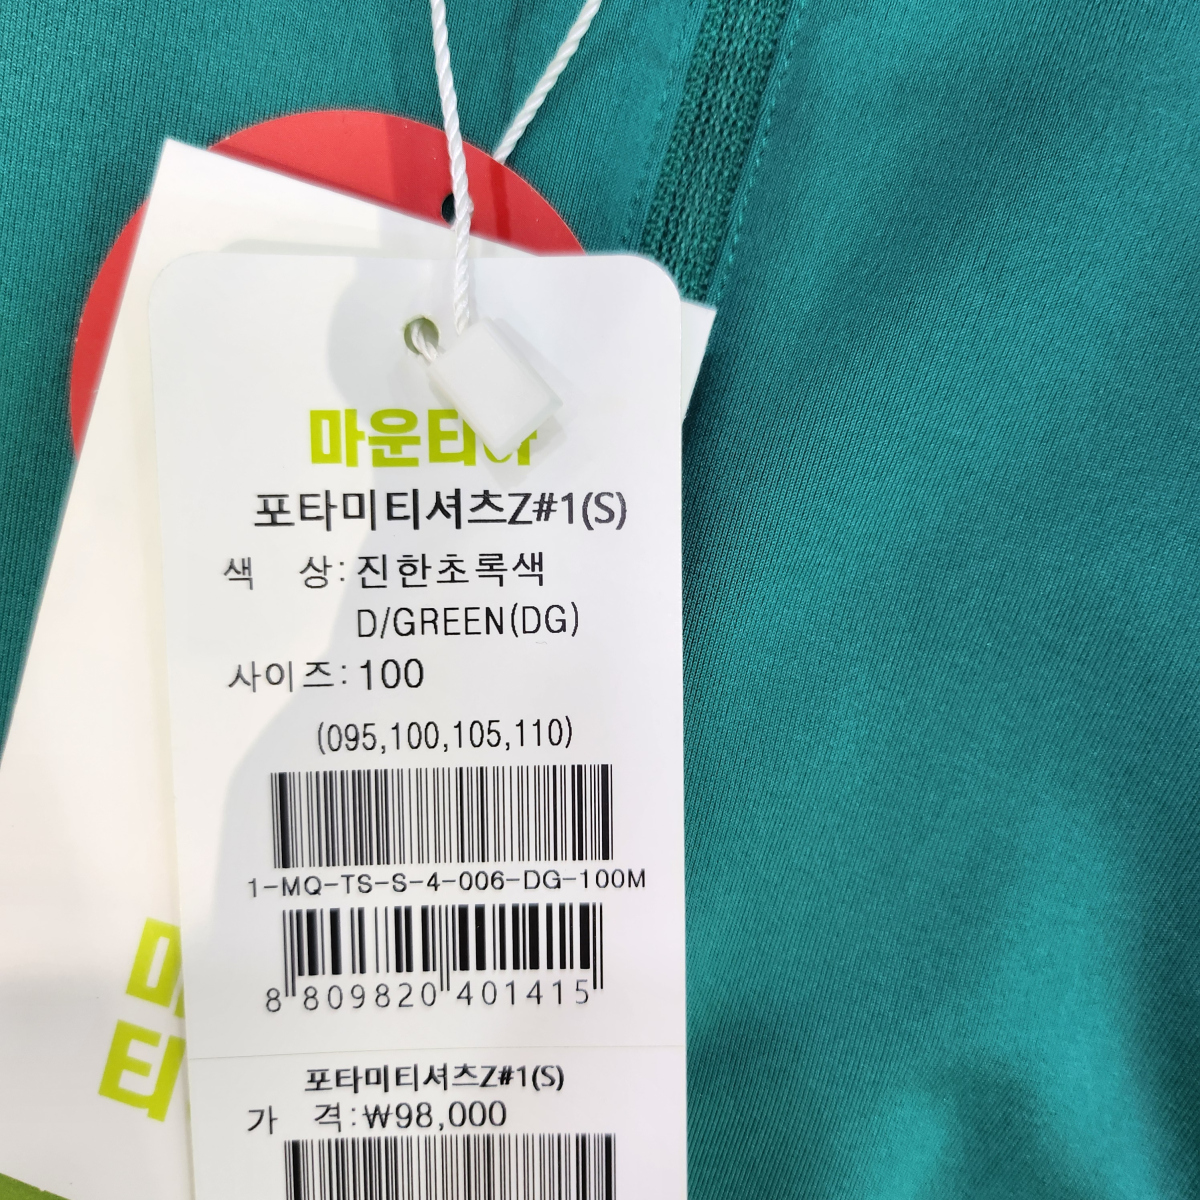 마운티아
포타미티셔츠Z#1(S)
색 상:진한초록색
D/GREEN(DG)
사이즈:100
(095,100,105,110)
1-MQ-TS-S-4-006-DG-100M
8 809820 401415
마
티
포타미티셔츠Z#1(S)
가 격:₩98,000